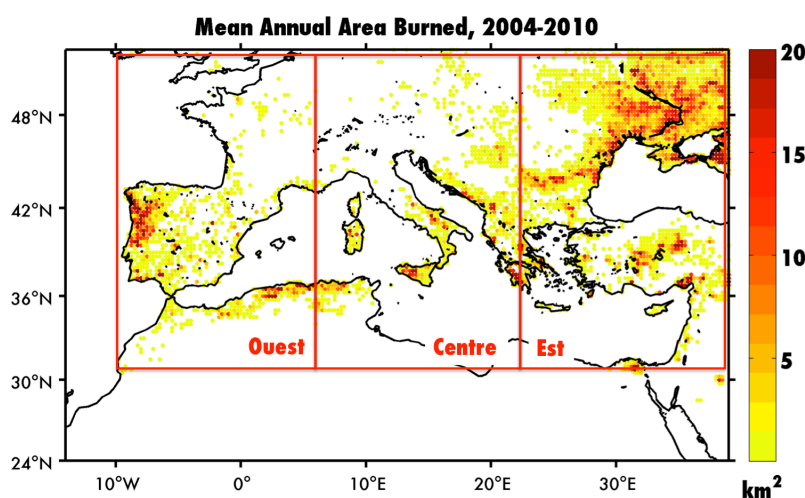 Mean Annual Area Burned, 2004-2010
20
48°N
15
42°N
10
36°N
Ouest
Centre
Est
5
30°N
24°N
10°W
0°
10°E
20°E
30°E
km²